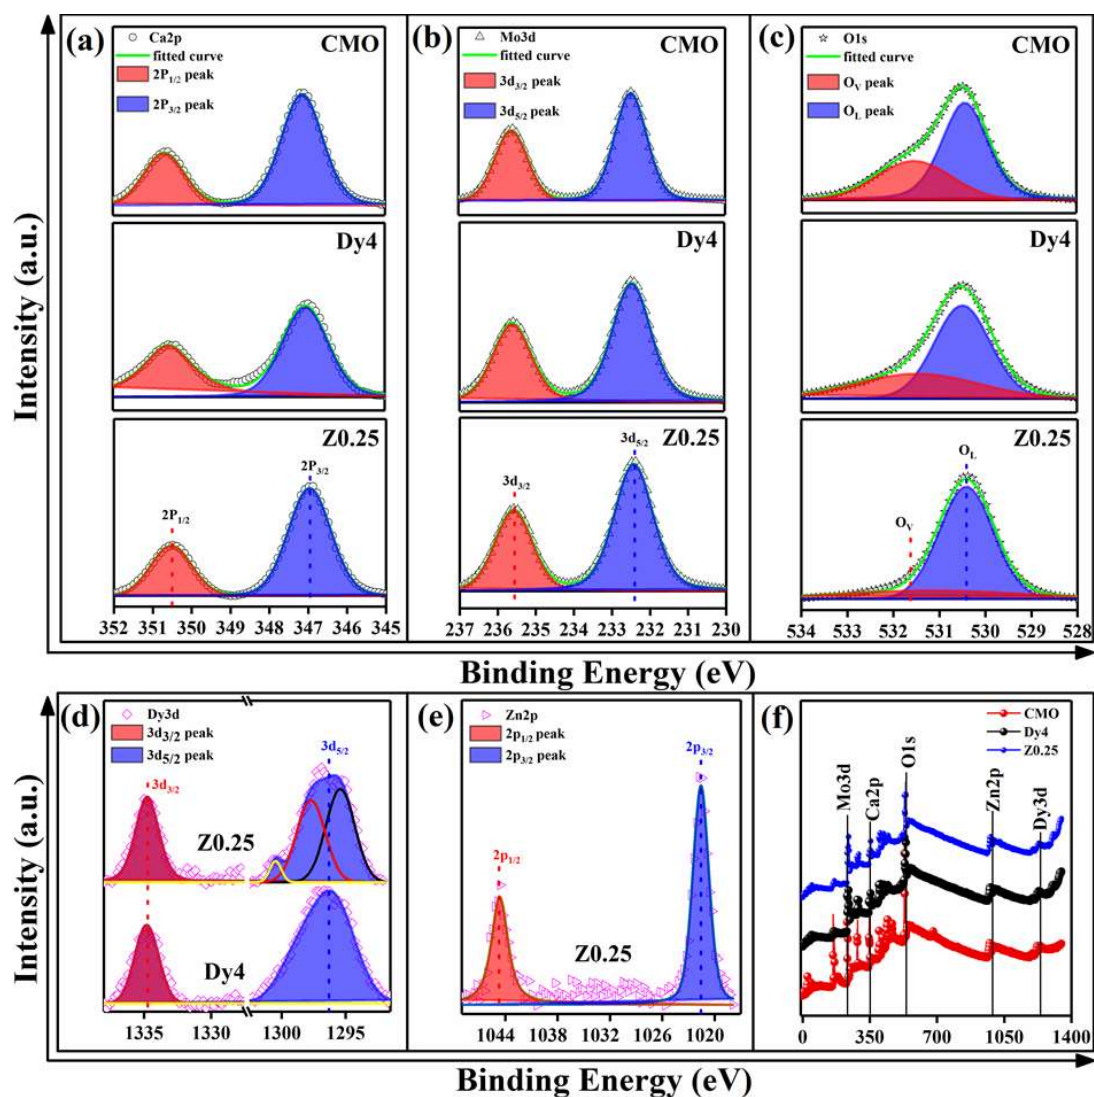 Intensity (a.u.)
(a)
Ca2p
CMO
fitted curve
2P1/2 peak
2P3/2 peak
Dy4
Z0.25
2P3/2
2P1/2
352 351 350 349 348 347 346 345
(b)
Mo3d
CMO
fitted curve
3d3/2 peak
3d5/2 peak
Dy4
Z0.25
3d5/2
3d3/2
237 236 235 234 233 232 231 230
(c)
O1s
CMO
fitted curve
OV peak
OL peak
Dy4
Z0.25
OL
OV
534 533 532 531 530 529 528
Binding Energy (eV)
Intensity (a.u.)
(d)
Dy3d
3d3/2 peak
3d5/2 peak
3d5/2
3d3/2
Z0.25
Dy4
1335 1330 1300 1295
(e)
Zn2p
2p1/2 peak
2p3/2 peak
2p3/2
2p1/2
Z0.25
1044 1038 1032 1026 1020
(f)
CMO
Dy4
Z0.25
Mo3d
Ca2p
O1s
Zn2p
Dy3d
0 350 700 1050 1400
Binding Energy (eV)